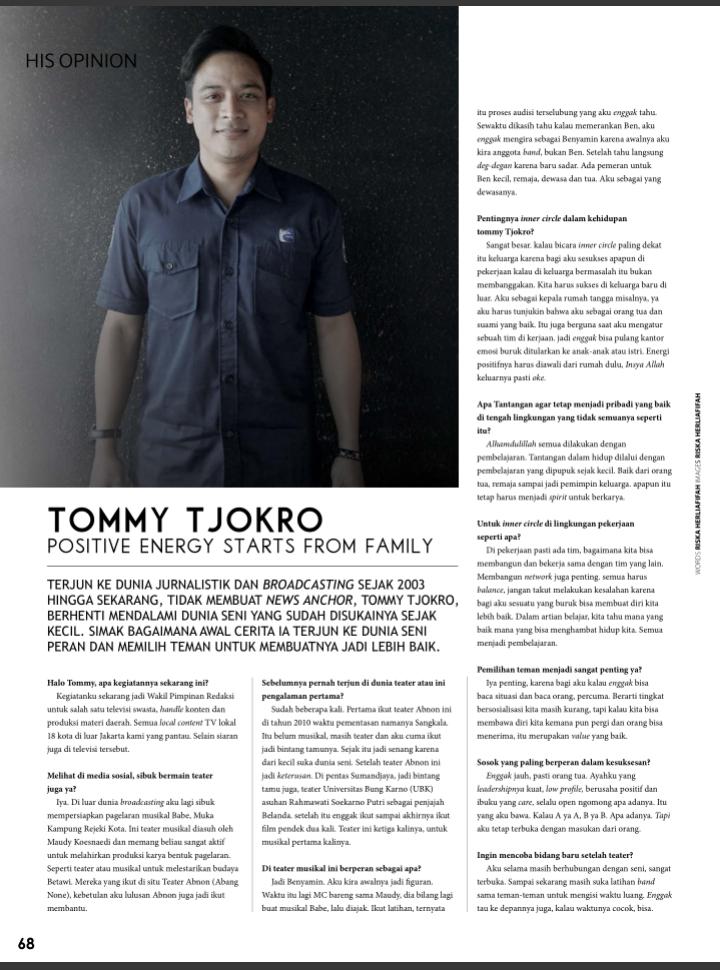 HIS OPINION
TOMMY TJOKRO
POSITIVE ENERGY STARTS FROM FAMILY
TERJUN KE DUNIA JURNALISTIK DAN BROADCASTING SEJAK 2003
HINGGA SEKARANG, TIDAK MEMBUAT NEWS ANCHOR, TOMMY TJOKRO,
BERHENTI MENDALAMI DUNIA SENI YANG SUDAH DISUKAINYA SEJAK
KECIL. SIMAK BAGAIMANA AWAL CERITA IA TERJUN KE DUNIA SENI
PERAN DAN MEMILIH TEMAN UNTUK MEMBUATNYA JADI LEBIH BAIK.
Halo Tommy, apa kegiatannya sekarang ini?
Kegiatanku sekarang jadi Wakil Pimpinan Redaksi
untuk salah satu televisi swasta, handle konten dan
produksi materi daerah. Semua local content TV lokal
18 kota di luar Jakarta kami yang pantau. Selain siaran
juga di televisi tersebut.
Melihat di media sosial, sibuk bermain teater
juga ya?
Iya. Di luar dunia broadcasting aku lagi sibuk
mempersiapkan pagelaran musikal Babe, Muka
Kampung Rejeki Kota. Ini teater musikal diasuh oleh
Maudy Koesnaedi dan memang beliau sangat aktif
untuk melahirkan produksi karya bentuk pagelaran.
Seperti teater atau musikal untuk melestarikan budaya
Betawi. Mereka yang ikut di situ Teater Abnon (Abang
None), kebetulan aku lulusan Abnon juga jadi ikut
membantu.
Sebelumnya pernah terjun di dunia teater atau ini
pengalaman pertama?
Sudah beberapa kali. Pertama ikut teater Abnon ini
di tahun 2010 waktu pementasan namanya Sangkala.
Itu belum musikal, masih teater dan aku cuma ikut
jadi bintang tamunya. Sejak itu jadi senang karena
dari kecil suka dunia seni. Setelah teater Abnon ini
jadi keterusan. Di pentas Sumandjaya, jadi bintang
tamu juga, teater Universitas Bung Karno (UBK)
asuhan Rahmawati Soekarno Putri sebagai penjajah
Belanda. setelah itu enggak ikut sampai akhirnya ikut
film pendek dua kali. Teater ini ketiga kalinya, untuk
musikal pertama kalinya.
Di teater musikal ini berperan sebagai apa?
Jadi Benyamin. Aku kira awalnya jadi figuran.
Waktu itu lagi MC bareng sama Maudy, dia bilang lagi
buat musikal Babe, lalu diajak. Ikut latihan, ternyata
itu proses audisi terselubung yang aku enggak tahu.
Sewaktu dikasih tahu kalau memerankan Ben, aku
enggak mengira sebagai Benyamin karena awalnya aku
kira anggota band, bukan Ben. Setelah tahu langsung
deg-degan karena baru sadar. Ada pemeran untuk
Ben kecil, remaja, dewasa dan tua. Aku sebagai yang
dewasanya.
Pentingnya inner circle dalam kehidupan
tommy Tjokro?
Sangat besar. kalau bicara inner circle paling dekat
itu keluarga karena bagi aku sesukses apapun di
pekerjaan kalau di keluarga bermasalah itu bukan
membanggakan. Kita harus sukses di keluarga baru di
luar. Aku sebagai kepala rumah tangga misalnya, ya
aku harus tunjukin bahwa aku sebagai orang tua dan
suami yang baik. Itu juga berguna saat aku mengatur
sebuah tim di kerjaan. jadi enggak bisa pulang kantor
emosi buruk ditularkan ke anak-anak atau istri. Energi
positifnya harus diawali dari rumah dulu, Insya Allah
keluarnya pasti oke.
Apa Tantangan agar tetap menjadi pribadi yang baik
di tengah lingkungan yang tidak semuanya seperti
itu?
Alhamdulillah semua dilakukan dengan
pembelajaran. Tantangan dalam hidup dilalui dengan
pembelajaran yang dipupuk sejak kecil. Baik dari orang
tua, remaja sampai jadi pemimpin keluarga. apapun itu
tetap harus menjadi spirit untuk berkarya.
Untuk inner circle di lingkungan pekerjaan
seperti apa?
Di pekerjaan pasti ada tim, bagaimana kita bisa
membangun dan bekerja sama dengan tim yang lain.
Membangun network juga penting. semua harus
balance, jangan takut melakukan kesalahan karena
bagi aku sesuatu yang buruk bisa membuat diri kita
lebih baik. Dalam artian belajar, kita tahu mana yang
baik mana yang bisa menghambat hidup kita. Semua
menjadi pembelajaran.
Pemilihan teman menjadi sangat penting ya?
Iya penting, karena bagi aku kalau enggak bisa
baca situasi dan baca orang, percuma. Berarti tingkat
bersosialisasi kita masih kurang, tapi kalau kita bisa
membawa diri kita kemana pun pergi dan orang bisa
menerima, itu merupakan value yang baik.
Sosok yang paling berperan dalam kesuksesan?
Enggak jauh, pasti orang tua. Ayahku yang
leadershipnya kuat, low profile, berusaha positif dan
ibuku yang care, selalu open ngomong apa adanya. Itu
yang aku bawa. Kalau A ya A, B ya B. Apa adanya. Tapi
aku tetap terbuka dengan masukan dari orang.
Ingin mencoba bidang baru setelah teater?
Aku selama masih berhubungan dengan seni, sangat
terbuka. Sampai sekarang masih suka latihan band
sama teman-teman untuk mengisi waktu luang. Enggak
tau ke depannya juga, kalau waktunya cocok, bisa.
WORDS RISKA HERLIAFIFAH IMAGES RISKA HERLIAFIFAH
68